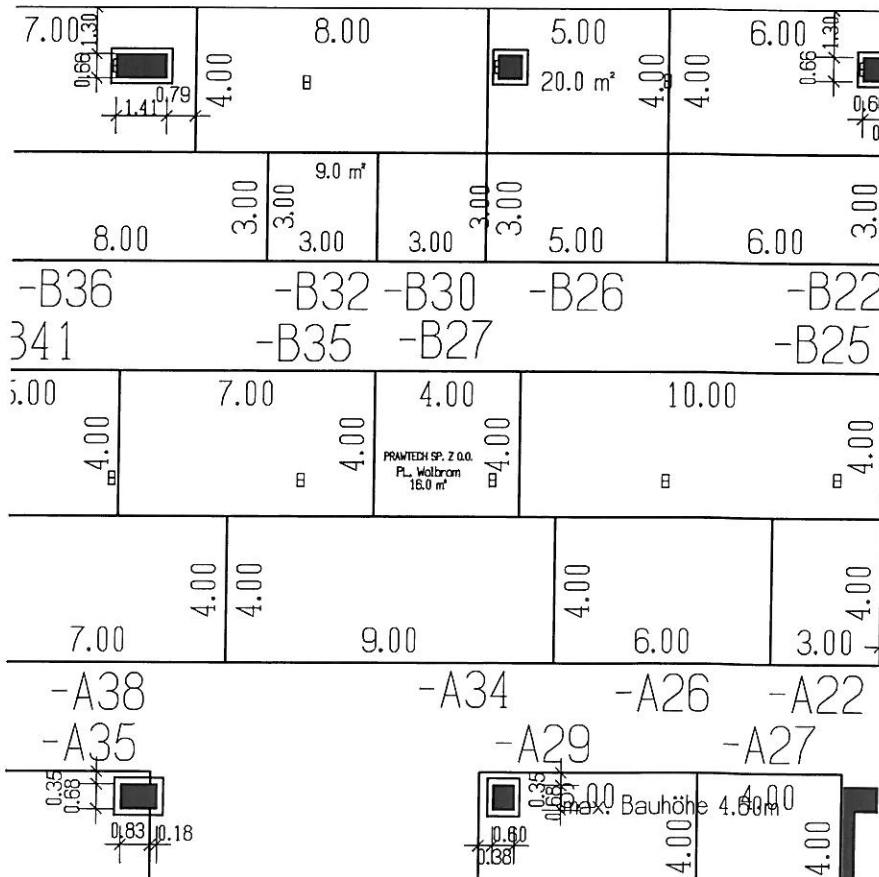 7.00 8.00 5.00 6.00
1.30 1.30
0.66 4.00 20.0 m² 4.00 4.00 0.66
1.41 0.79
9.0 m²
3.00 3.00 3.00 3.00 3.00
8.00 3.00 3.00 5.00 6.00
-B36 -B32 -B30 -B26 -B22
-B35 -B27 -B25
7.00 4.00 10.00
4.00 4.00 4.00 4.00
PRAWTECH SP. Z O.O.
PL, Wolbrom
16.0 m²
4.00 4.00 4.00 4.00
7.00 9.00 6.00 3.00
-A38 -A34 -A26 -A22
-A35 -A29 -A27
0.35 0.35
0.68 0.68 4.00
max. Bauhöhe 4.60m
0.83 0.18 0.60 4.00 4.00
0.38